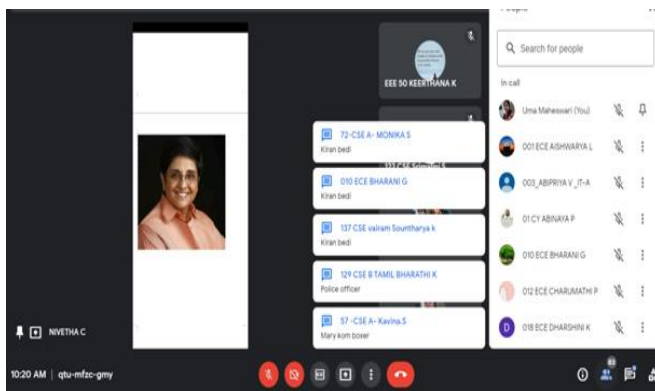 EEE 50 KEERTHANA K
72-CSE A- MONIKA S
Kiran bedi
010 ECE BHARANI G
Kiran bedi
137 CSE vairam Sountharya k
Kiran bedi
129 CSE B TAMIL BHARATHI K
Police officer
57 -CSE A- Kavina.S
Mary kom boxer
NIVETHA C
10:20 AM | qtu-mfzc-gmy
Search for people
In call
Uma Maheswari (You)
001 ECE AISHWARYA L
003_ABIPRIYA V _IT-A
01 CY ABINAYA P
010 ECE BHARANI G
012 ECE CHARUMATHI P
D
018 ECE DHARSHINI K
83